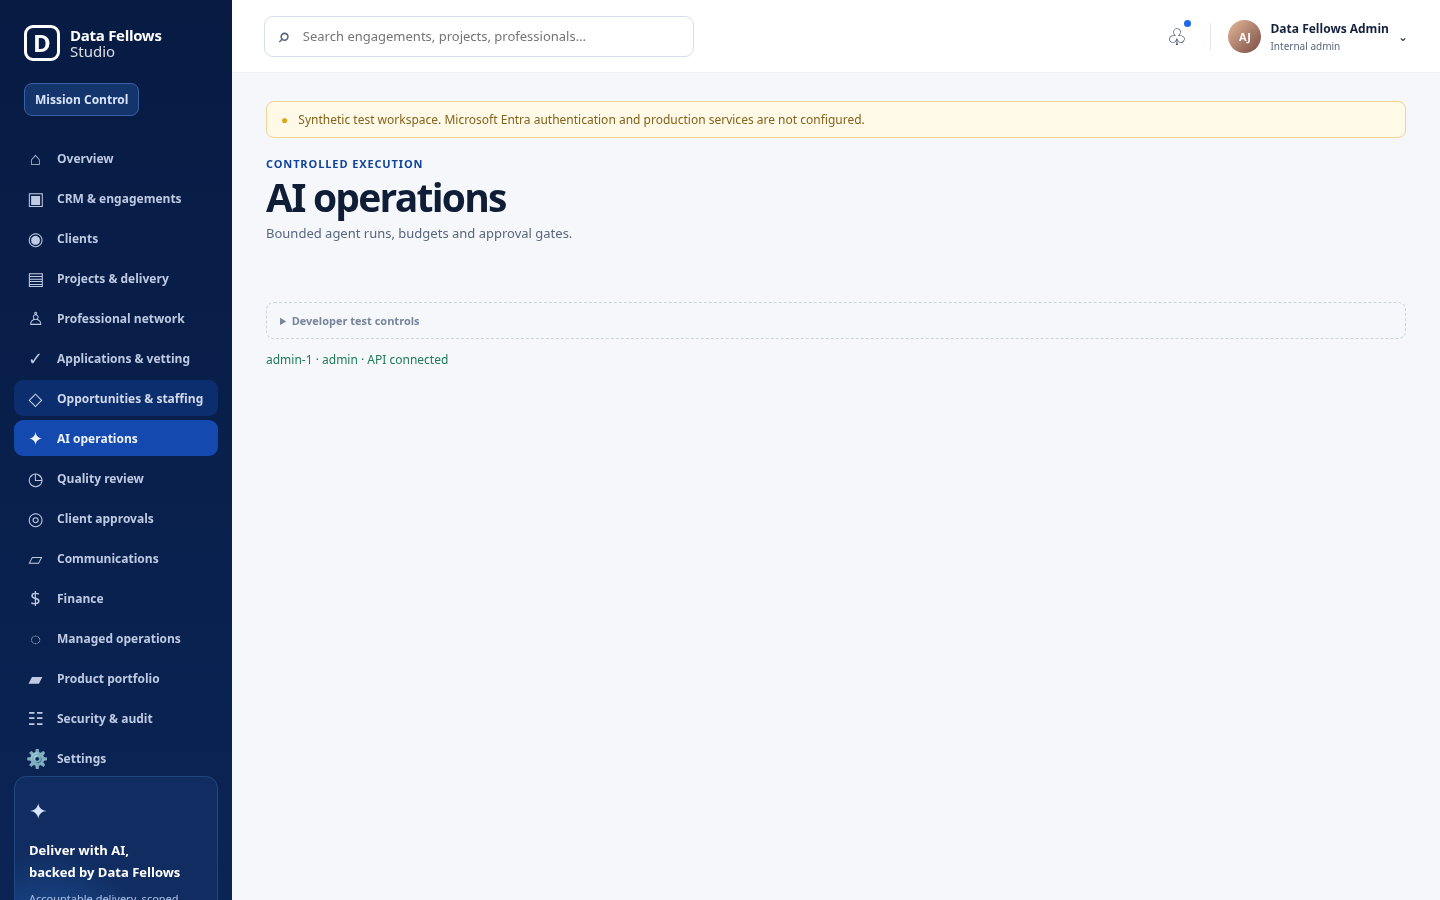 D
Data Fellows
Studio
Mission Control
Overview
CRM & engagements
Clients
Projects & delivery
Professional network
Applications & vetting
Opportunities & staffing
AI operations
Quality review
Client approvals
Communications
$ Finance
Managed operations
Product portfolio
Security & audit
Settings
Deliver with AI,
backed by Data Fellows
Accountable delivery, scoped
Search engagements, projects, professionals...
AJ
Data Fellows Admin
Internal admin
Synthetic test workspace. Microsoft Entra authentication and production services are not configured.
CONTROLLED EXECUTION
AI operations
Bounded agent runs, budgets and approval gates.
Developer test controls
admin-1 · admin · API connected